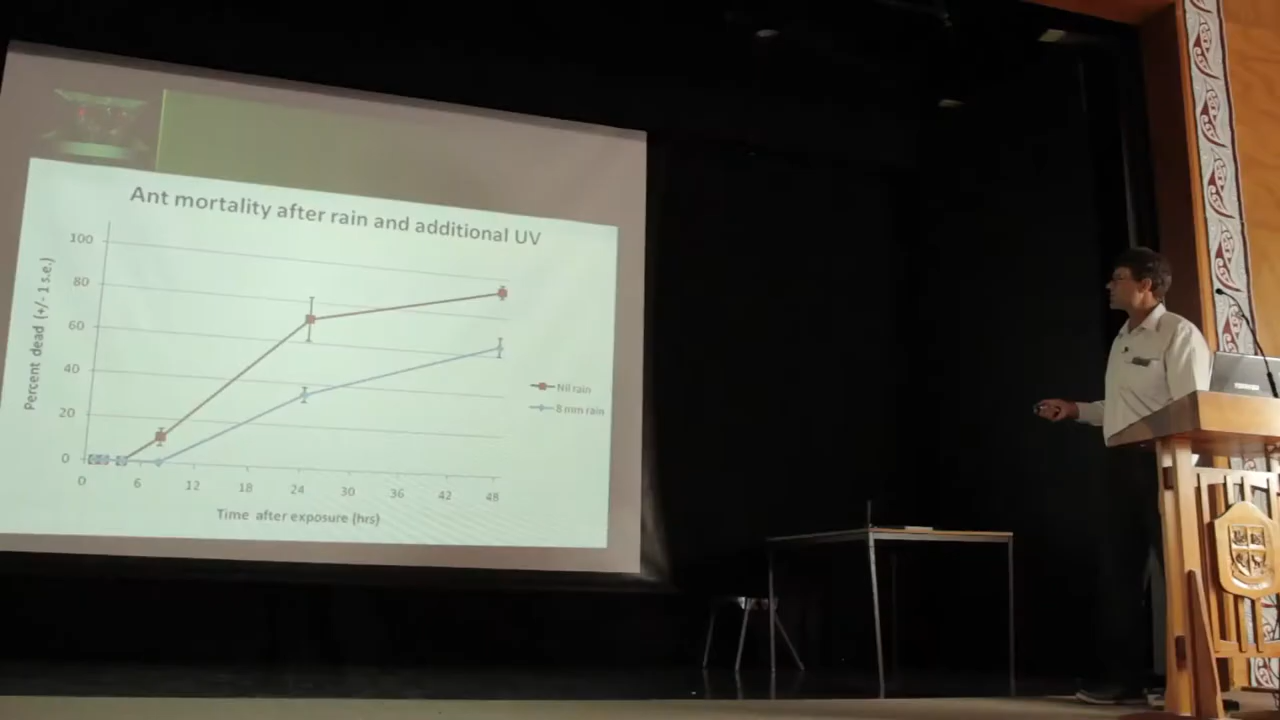 Ant mortality after rain and additional UV
Percent dead (+/- 1 s.e.)
100
80
60
40
20
0
0 6 12 18 24 30 36 42 48
Time after exposure (hrs)
Nil rain
8 mm rain
TOSHIBA